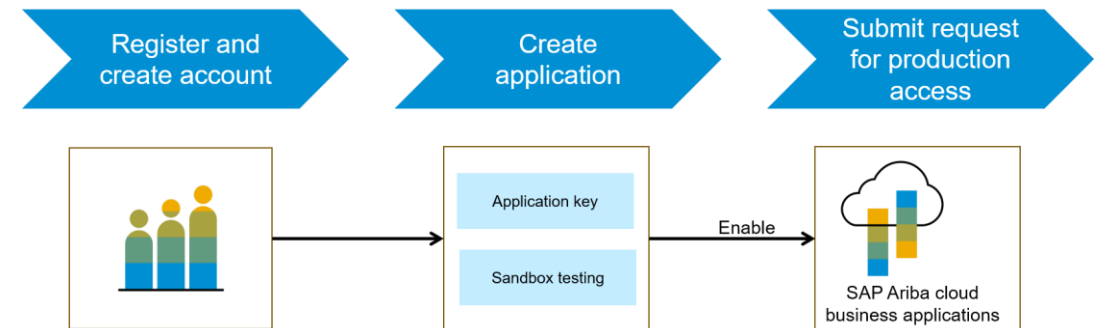 Register and
create account
Create
application
Submit request
for production
access
Application key
Sandbox testing
Enable
SAP Ariba cloud
business applications